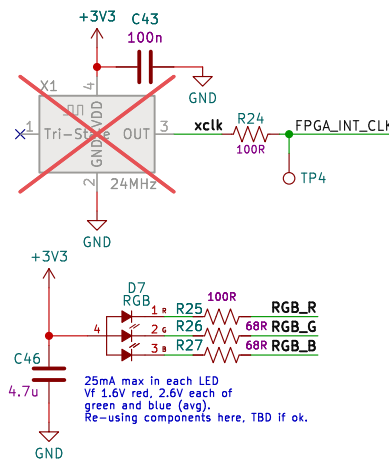 +3V3
C43
100n
GND
X1
4
VDD
1
Tri-State
OUT
3
GND
2
24MHz
GND
xclk
R24
100R
FPGA_INT_CLK
TP4
+3V3
D7
RGB
100R
1 R R25 RGB_R
4 2 G R26 68R RGB_G
3 B R27 68R RGB_B
C46
4.7u
GND
25mA max in each LED
Vf 1.6V red, 2.6V each of
green and blue (avg).
Re-using components here, TBD if ok.